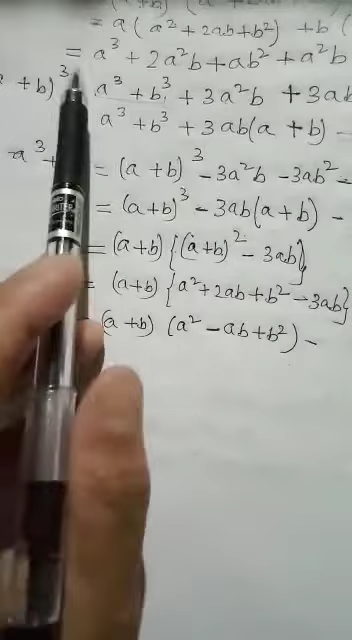 = a(a² + 2ab + b²) + b(
= a³ + 2a²b + ab² + a²b
+ b)³ a³ + b³ + 3a²b + 3ab
a³ + b³ + 3ab(a + b) –
a³ + = (a + b)³ – 3a²b – 3ab² –
= (a+b)³ – 3ab(a+b) –
= (a+b) {(a+b)² – 3ab}
= (a+b) {a² + 2ab + b² – 3ab}
(a+b) (a² – ab + b²) –